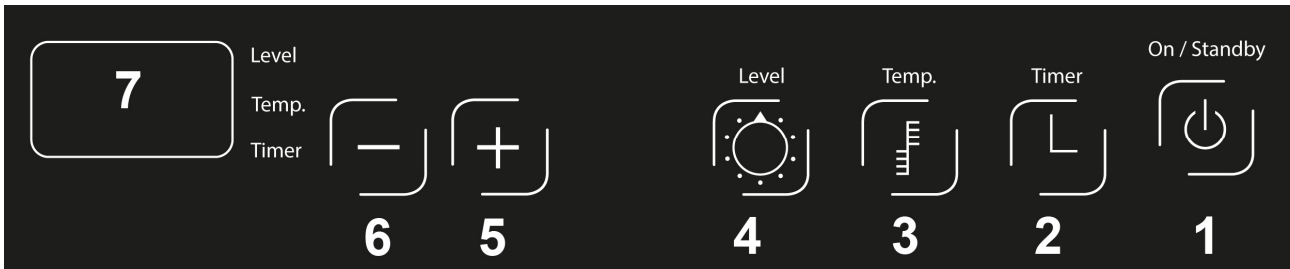 7
Level
Temp.
Timer
6
5
Level
4
Temp.
3
Timer
2
On / Standby
1